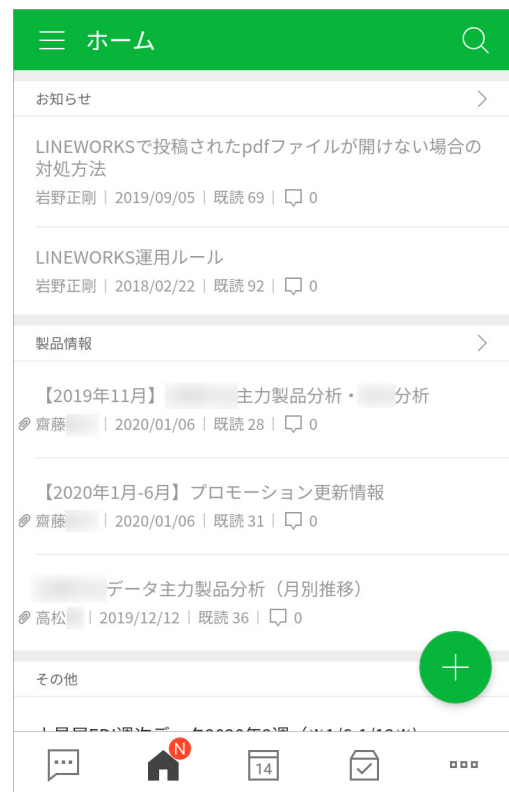 ホーム
お知らせ
LINEWORKSで投稿されたpdfファイルが開けない場合の
対処方法
岩野正剛 | 2019/09/05 | 既読 69 | 0
LINEWORKS運用ルール
岩野正剛 | 2018/02/22 | 既読 92 | 0
製品情報
【2019年11月】 主力製品分析・ 分析
齋藤 | 2020/01/06 | 既読 28 | 0
【2020年1月-6月】プロモーション更新情報
齋藤 | 2020/01/06 | 既読 31 | 0
データ主力製品分析（月別推移）
高松 | 2019/12/12 | 既読 36 | 0
その他
N
14